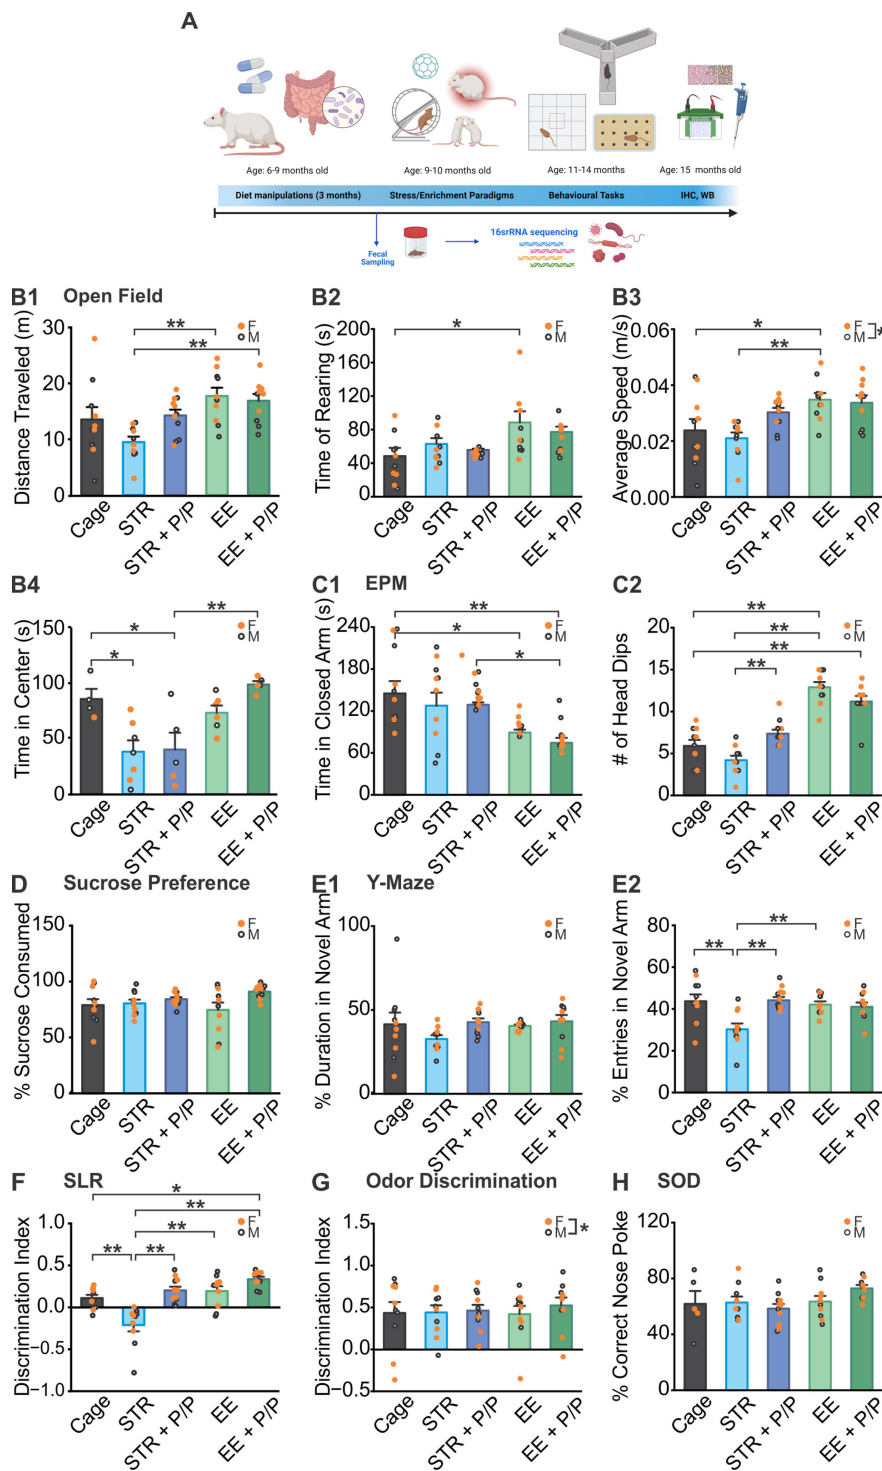 A
Age: 6-9 months old
Age: 9-10 months old
Age: 11-14 months
Age: 15 months old
Diet manipulations (3 months)
Stress/Enrichment Paradigms
Behavioural Tasks
IHC, WB
Fecal
Sampling
16srRNA sequencing
B1 Open Field
Distance Traveled (m)
30
20
10
0
**
**
F
M
Cage
STR
STR + P/P
EE
EE + P/P
B2
Time of Rearing (s)
200
160
120
80
40
0
*
F
M
Cage
STR
STR + P/P
EE
EE + P/P
B3
Average Speed (m/s)
0.06
0.04
0.02
0.00
*
**
F
M
*
Cage
STR
STR + P/P
EE
EE + P/P
B4
Time in Center (s)
150
100
50
0
**
*
*
F
M
Cage
STR
STR + P/P
EE
EE + P/P
C1 EPM
Time in Closed Arm (s)
240
180
120
60
0
**
*
*
F
M
Cage
STR
STR + P/P
EE
EE + P/P
C2
# of Head Dips
20
15
10
5
0
**
**
**
**
F
M
Cage
STR
STR + P/P
EE
EE + P/P
D Sucrose Preference
% Sucrose Consumed
150
100
50
0
F
M
Cage
STR
STR + P/P
EE
EE + P/P
E1 Y-Maze
% Duration in Novel Arm
100
50
0
F
M
Cage
STR
STR + P/P
EE
EE + P/P
E2
% Entries in Novel Arm
80
60
40
20
0
**
**
**
F
M
Cage
STR
STR + P/P
EE
EE + P/P
F SLR
Discrimination Index
1.0
0.5
0.0
−0.5
−1.0
*
**
**
**
**
F
M
Cage
STR
STR + P/P
EE
EE + P/P
G Odor Discrimination
Discrimination Index
1.5
1.0
0.5
0.0
−0.5
F
M
*
Cage
STR
STR + P/P
EE
EE + P/P
H SOD
% Correct Nose Poke
120
80
60
0
F
M
Cage
STR
STR + P/P
EE
EE + P/P